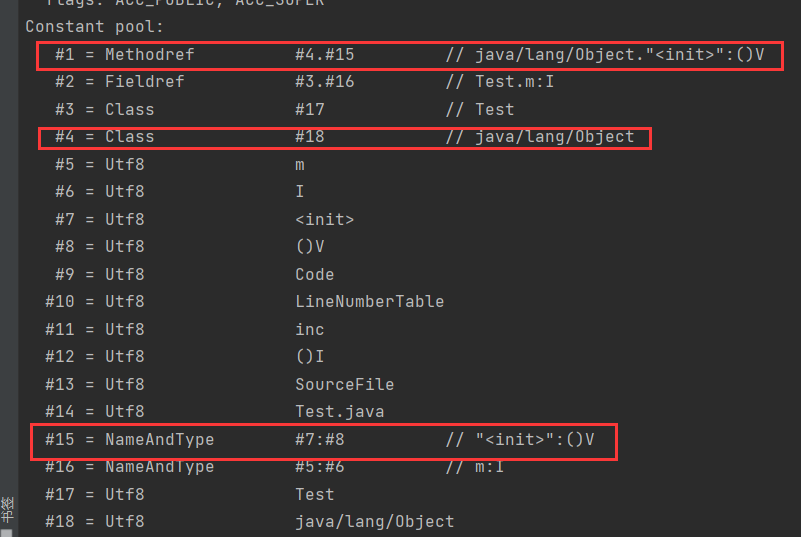 flags: ACC_PUBLIC, ACC_SUPER
Constant pool:
#1 = Methodref #4.#15 // java/lang/Object."<init>":()V
#2 = Fieldref #3.#16 // Test.m:I
#3 = Class #17 // Test
#4 = Class #18 // java/lang/Object
#5 = Utf8 m
#6 = Utf8 I
#7 = Utf8 <init>
#8 = Utf8 ()V
#9 = Utf8 Code
#10 = Utf8 LineNumberTable
#11 = Utf8 inc
#12 = Utf8 ()I
#13 = Utf8 SourceFile
#14 = Utf8 Test.java
#15 = NameAndType #7:#8 // "<init>":()V
#16 = NameAndType #5:#6 // m:I
#17 = Utf8 Test
#18 = Utf8 java/lang/Object
书签